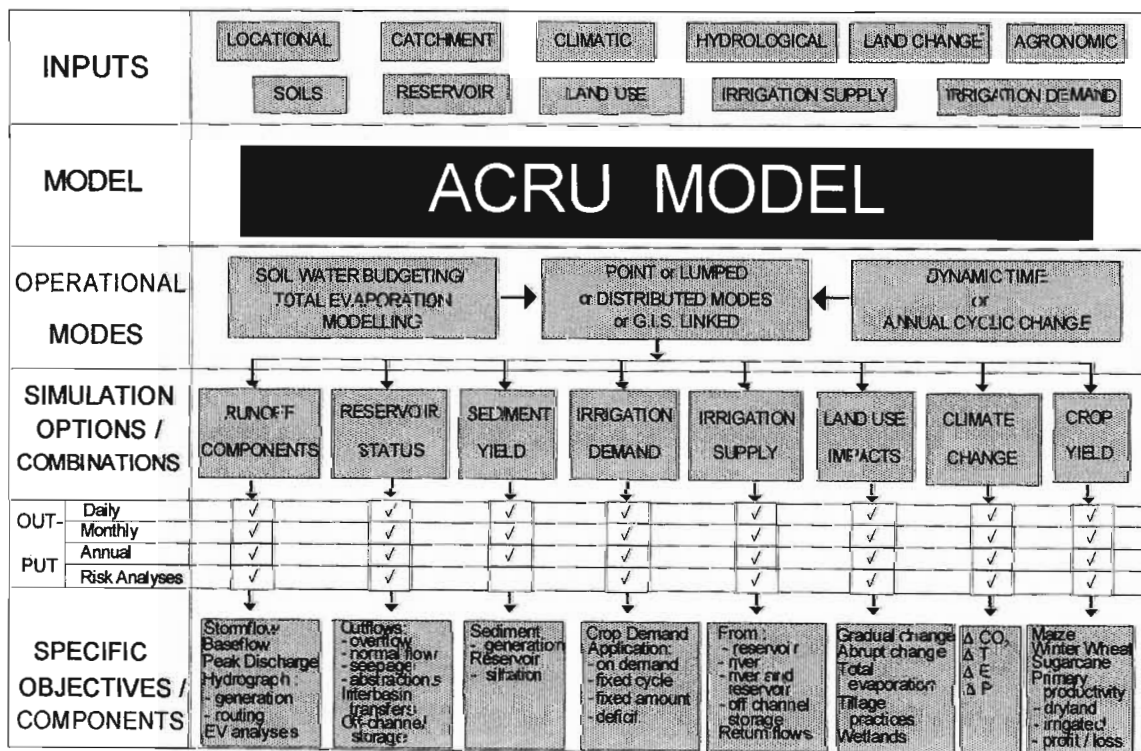 INPUTS
LOCATIONAL
CATCHMENT
CLIMATIC
HYDROLOGICAL
LAND CHANGE
AGRONOMIC
SOILS
RESERVOIR
LAND USE
IRRIGATION SUPPLY
IRRIGATION DEMAND
MODEL
ACRU MODEL
OPERATIONAL
MODES
SOIL WATER BUDGETING/
TOTAL EVAPORATION
MODELLING
POINT or LUMPED
or DISTRIBUTED MODES
or G.I.S. LINKED
DYNAMIC TIME
or
ANNUAL CYCLIC CHANGE
SIMULATION
OPTIONS /
COMBINATIONS
RUNOFF
COMPONENTS
RESERVOIR
STATUS
SEDIMENT
YIELD
IRRIGATION
DEMAND
IRRIGATION
SUPPLY
LAND USE
IMPACTS
CLIMATE
CHANGE
CROP
YIELD
OUT-
PUT
Daily ✓ ✓ ✓ ✓ ✓ ✓ ✓ ✓
Monthly ✓ ✓ ✓ ✓ ✓ ✓ ✓ ✓
Annual ✓ ✓ ✓ ✓ ✓ ✓ ✓ ✓
Risk Analyses ✓ ✓ ✓ ✓ ✓ ✓ ✓
SPECIFIC
OBJECTIVES /
COMPONENTS
Stormflow
Baseflow
Peak Discharge
Hydrograph :
- generation
- routing
EV analyses
Outflows:
- overflow
- normal flow
- seepage
- abstractions
Interbasin
transfers
Off-channel
storage
Sediment
- generation
Reservoir
- siltation
Crop Demand
Application:
- on demand
- fixed cycle
- fixed amount
- deficit
From :
- reservoir
- river
- river and
reservoir
- off channel
storage
Return flows
Gradual change
Abrupt change
Total
evaporation
Tillage
practices
Wetlands
Δ CO₂
Δ T
Δ E
Δ P
Maize
Winter Wheat
Sugarcane
Primary
productivity
- dryland
- irrigated
- profit / loss